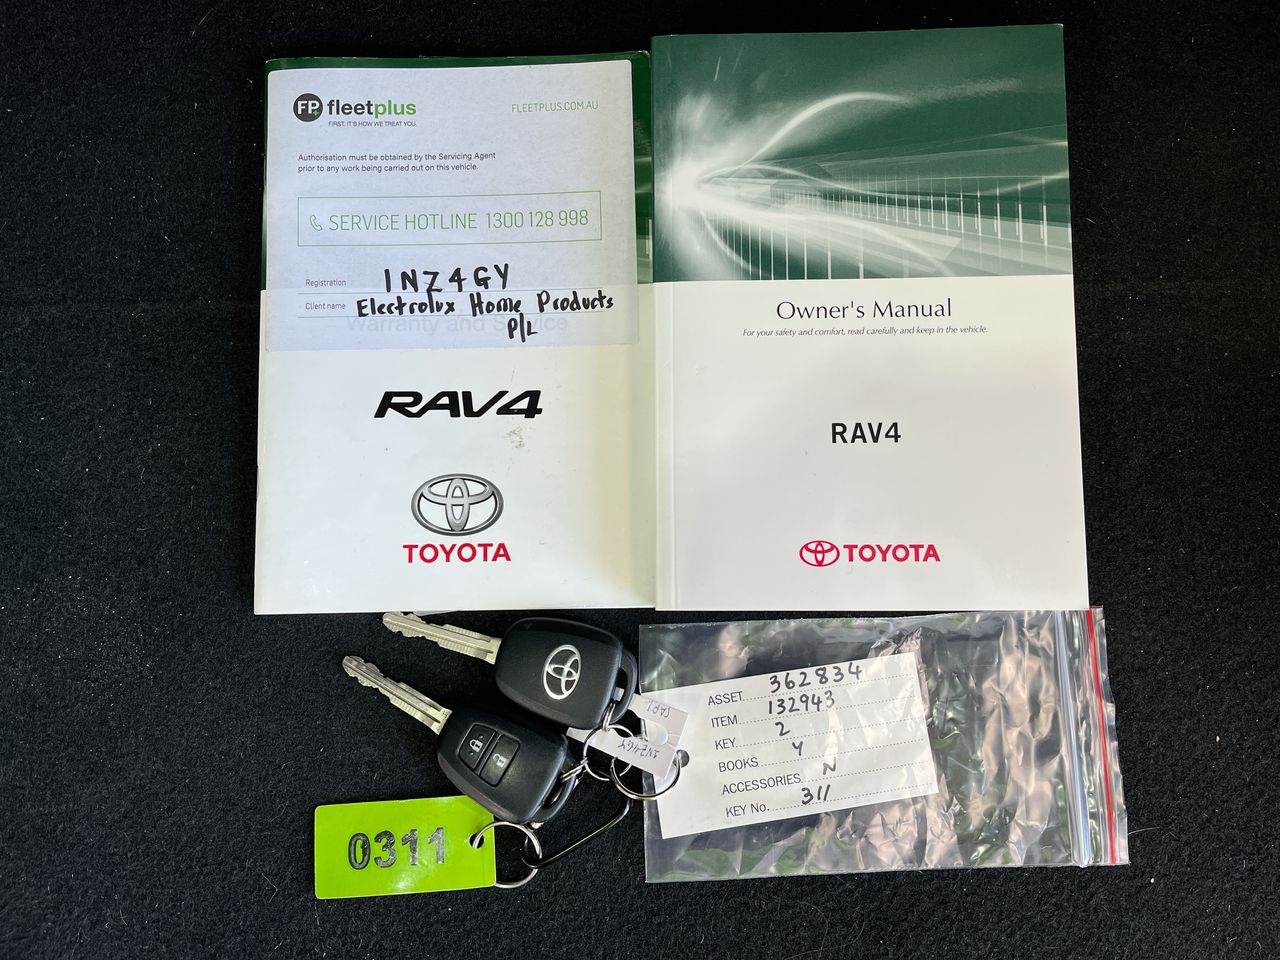 FP fleetplus
FIRST. IT'S HOW WE TREAT YOU.
FLEETPLUS.COM.AU
Authorisation must be obtained by the Servicing Agent
prior to any work being carried out on this vehicle.
SERVICE HOTLINE 1300 128 998
Registration 1NZ4GY
Client name Electrolux Home Products
P/L
Warranty and Service
RAV4
TOYOTA
Owner's Manual
For your safety and comfort, read carefully and keep in the vehicle.
RAV4
TOYOTA
ASSET 362834
ITEM 132943
KEY 2
BOOKS Y
ACCESSORIES N
KEY No. 311
1NZ4GY
0311